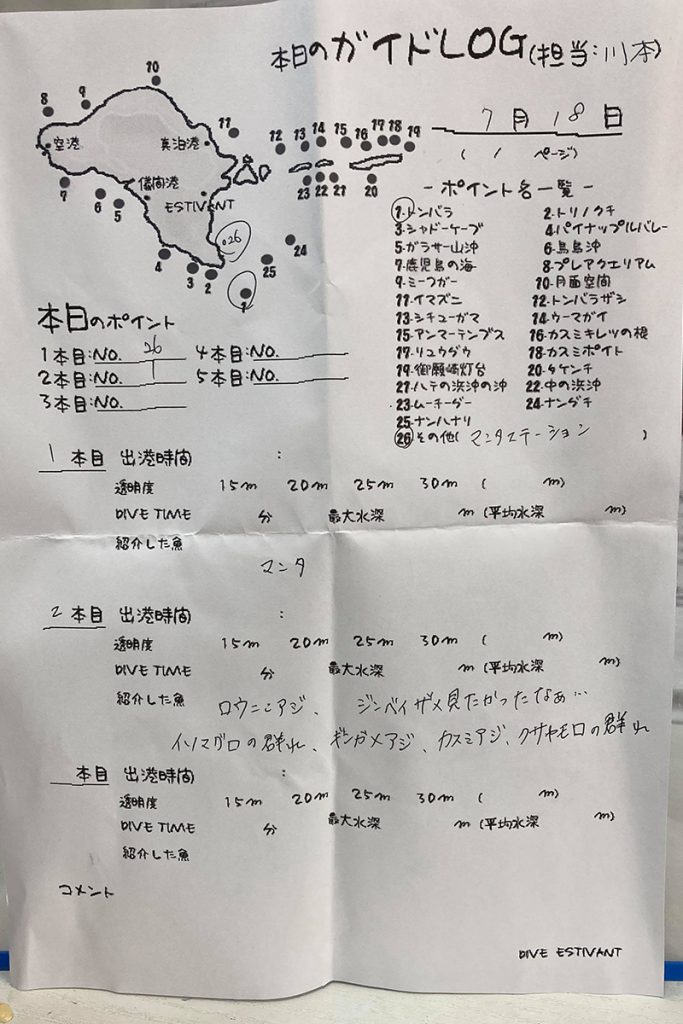 本日のガイドLOG(担当:川本)
7月18日
( 1 ページ)
10
8 9
11
12 13 14 15 16 17 18 19
空港
真泊港
儀間港
ESTIVANT
7 6 5
23 22 21 20
26
4 3 2
25 24
1
-ポイント名一覧-
1.トンバラ 2.トリノクチ
3.シャドーケーブ 4.パイナップルバレー
5.ガラサー山沖 6.鳥島沖
7.鹿児島の海 8.プレアクエリアム
9.ミーフガー 10.月面空間
11.イマズニ 12.トンバラザシ
13.シチューガマ 14.ウーマガイ
15.アンマーテンブス 16.カスミキレツの根
17.リュウグウ 18.カスミポイト
19.御願崎灯台 20.タケンチ
21.ハテの浜沖の沖 22.中の浜沖
23.ムーチーグー 24.ナングチ
25.ナンハナリ
26.その他( マンタステーション )
本日のポイント
1本目:NO. 26 4本目:NO.
2本目:NO. 1 5本目:NO.
3本目:NO.
1 本目 出港時間 :
透明度 15m 20m 25m 30m ( m)
DIVE TIME 分 最大水深 m (平均水深 m)
紹介した魚
マンタ
2 本目 出港時間 :
透明度 15m 20m 25m 30m ( m)
DIVE TIME 分 最大水深 m (平均水深 m)
紹介した魚 ロウニンアジ、 ジンベイザメ見たかったなぁ…
イソマグロの群れ、ギンガメアジ、カスミアジ、クサヤモロの群れ
本目 出港時間 :
透明度 15m 20m 25m 30m ( m)
DIVE TIME 分 最大水深 m (平均水深 m)
紹介した魚
コメント
DIVE ESTIVANT